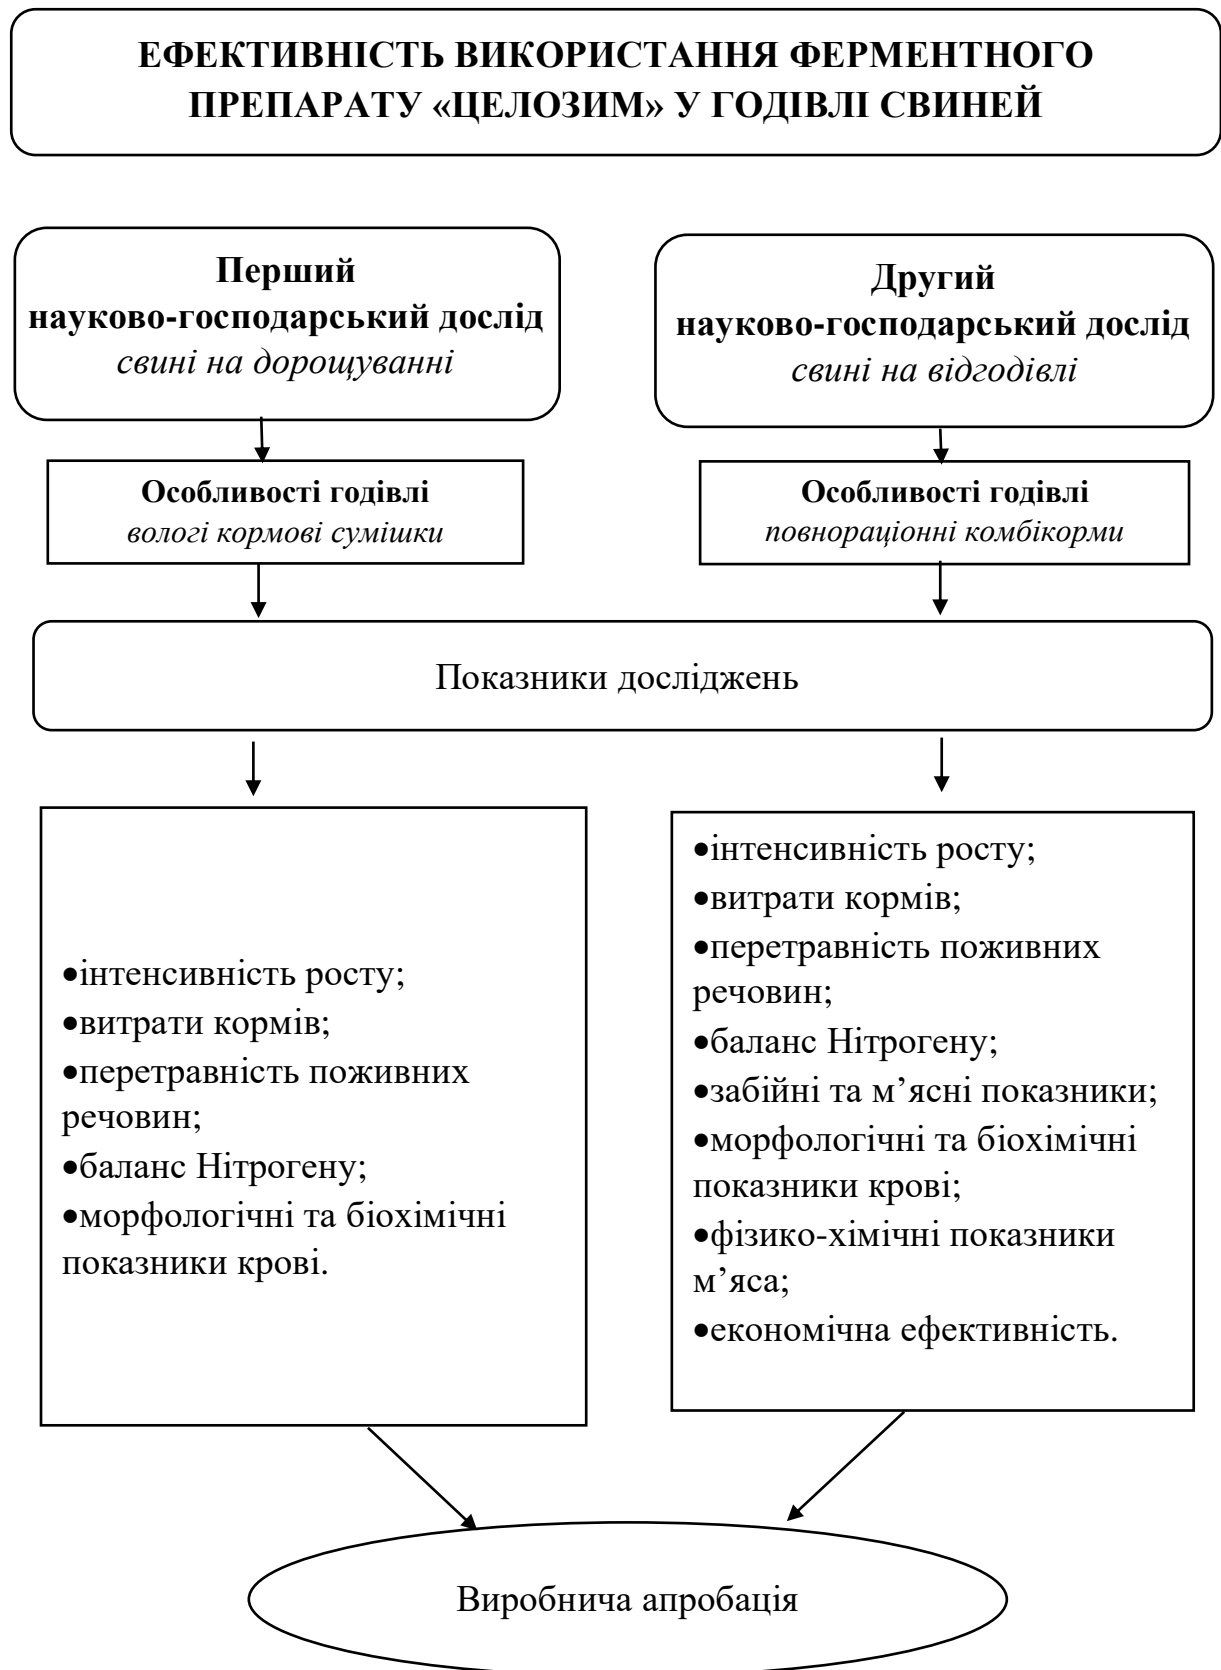 ЕФЕКТИВНІСТЬ ВИКОРИСТАННЯ ФЕРМЕНТНОГО
ПРЕПАРАТУ «ЦЕЛОЗИМ» У ГОДІВЛІ СВИНЕЙ
Перший
науково-господарський дослід
свині на дорощуванні
Другий
науково-господарський дослід
свині на відгодівлі
Особливості годівлі
вологі кормові сумішки
Особливості годівлі
повнораціонні комбікорми
Показники досліджень
•інтенсивність росту;
•витрати кормів;
•перетравність поживних
речовин;
•баланс Нітрогену;
•морфологічні та біохімічні
показники крові.
•інтенсивність росту;
•витрати кормів;
•перетравність поживних
речовин;
•баланс Нітрогену;
•забійні та м’ясні показники;
•морфологічні та біохімічні
показники крові;
•фізико-хімічні показники
м’яса;
•економічна ефективність.
Виробнича апробація